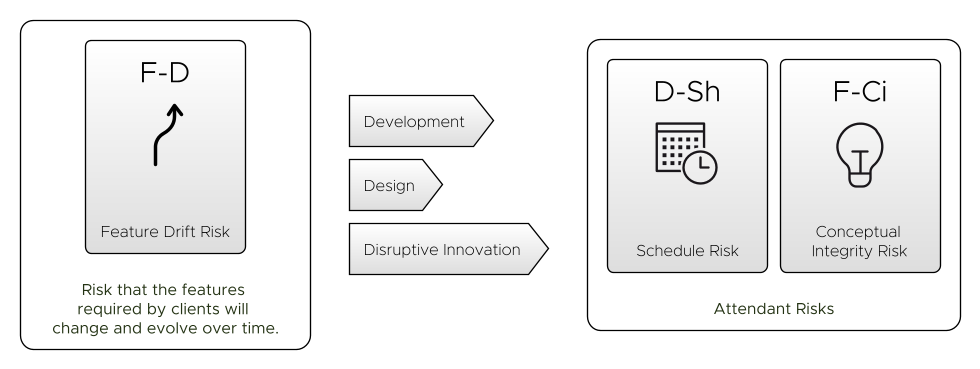 F-D
Feature Drift Risk
Risk that the features
required by clients will
change and evolve over time.
Development
Design
Disruptive Innovation
D-Sh
Schedule Risk
F-Ci
Conceptual
Integrity Risk
Attendant Risks